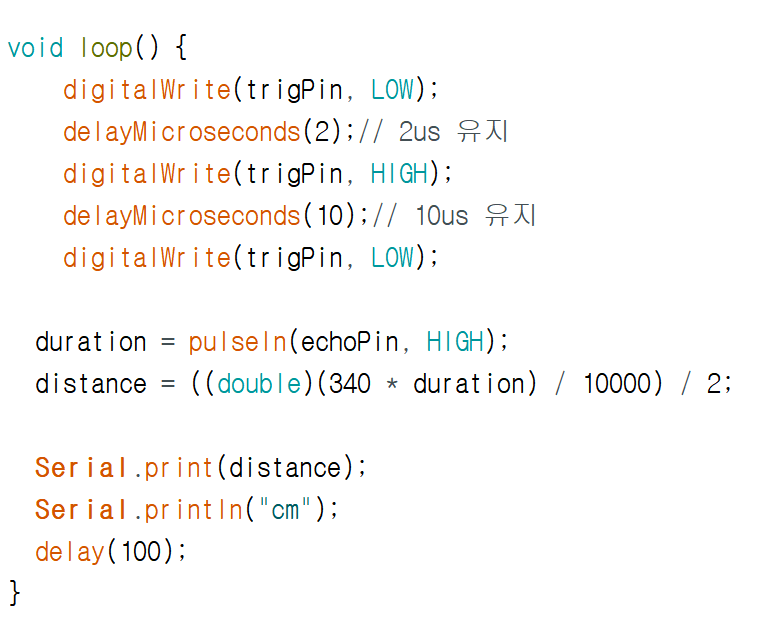 void loop() {
    digitalWrite(trigPin, LOW);
    delayMicroseconds(2);// 2us 유지
    digitalWrite(trigPin, HIGH);
    delayMicroseconds(10);// 10us 유지
    digitalWrite(trigPin, LOW);

  duration = pulseIn(echoPin, HIGH);
  distance = ((double)(340 * duration) / 10000) / 2;

  Serial.print(distance);
  Serial.println("cm");
  delay(100);
}